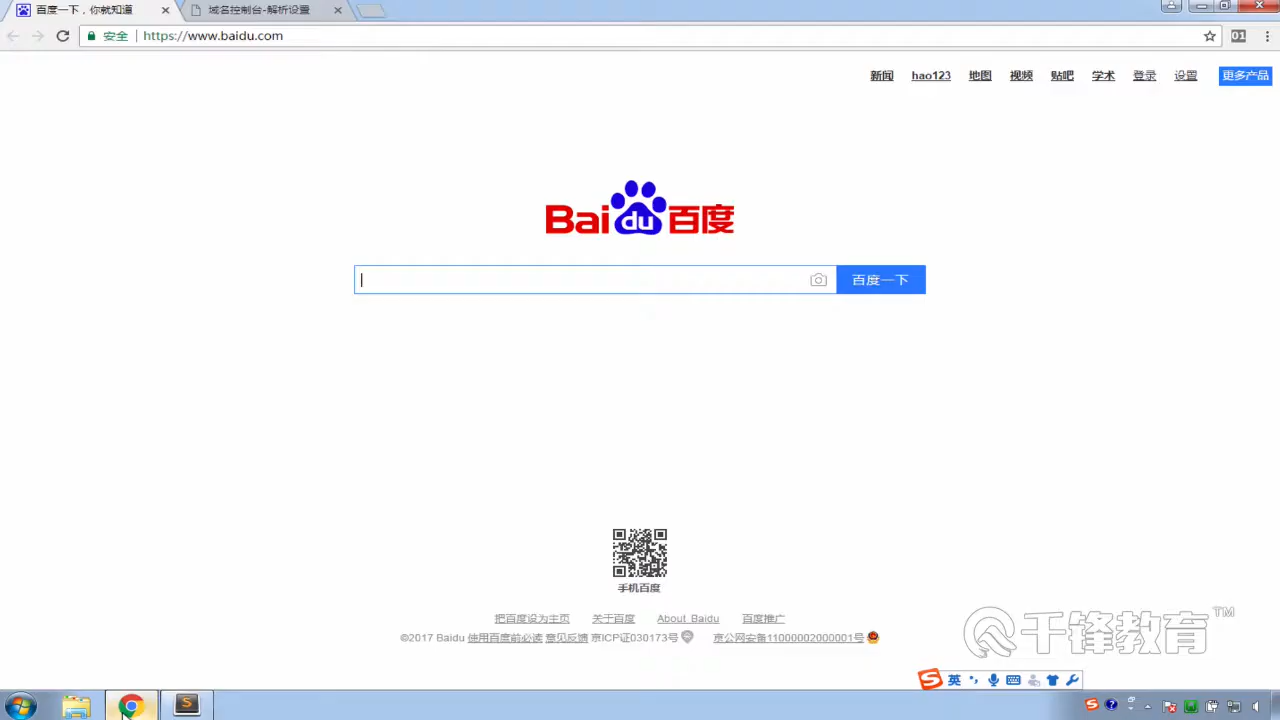 百度一下，你就知道
域名控制台-解析设置
安全
https://www.baidu.com
01
新闻 hao123 地图 视频 贴吧 学术 登录 设置 更多产品
Bai du 百度
百度一下
手机百度
把百度设为主页 关于百度 About Baidu 百度推广
©2017 Baidu 使用百度前必读 意见反馈 京ICP证030173号 京公网安备11000002000001号
千锋教育TM
S 英
S